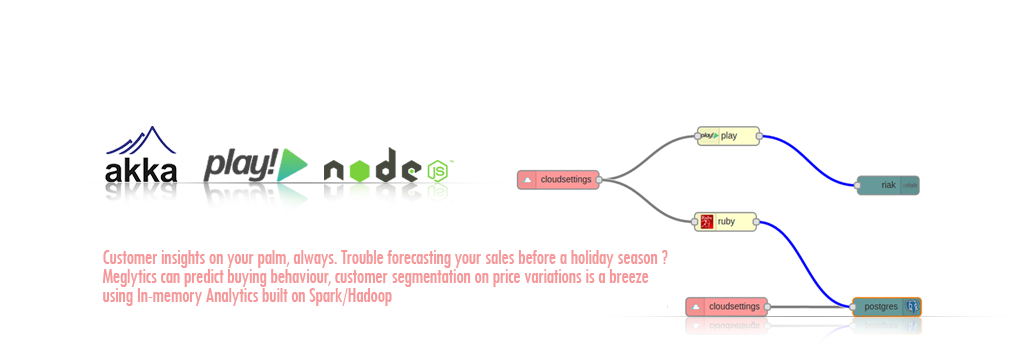 akka
play!
node
JS
™
cloudsettings
play!
play
ruby
riak
cloudsettings
postgres
Customer insights on your palm, always. Trouble forecasting your sales before a holiday season ?
Meglytics can predict buying behaviour, customer segmentation on price variations is a breeze
using In-memory Analytics built on Spark/Hadoop